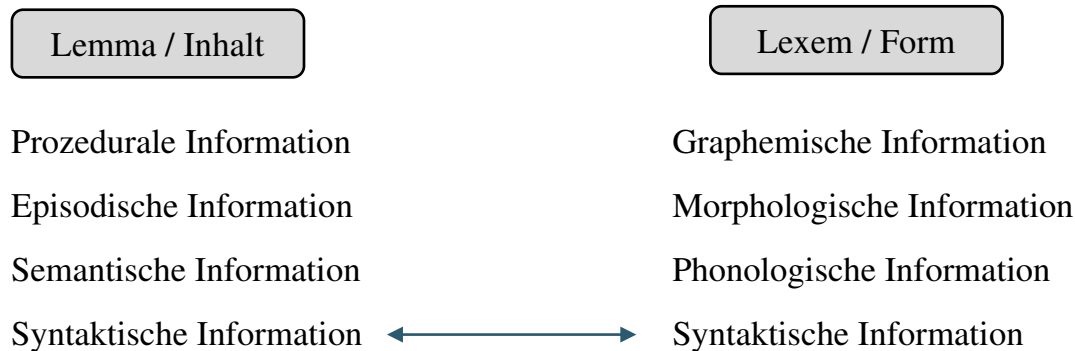 Lemma / Inhalt
Lexem / Form
Prozedurale Information
Graphemische Information
Episodische Information
Morphologische Information
Semantische Information
Phonologische Information
Syntaktische Information
Syntaktische Information